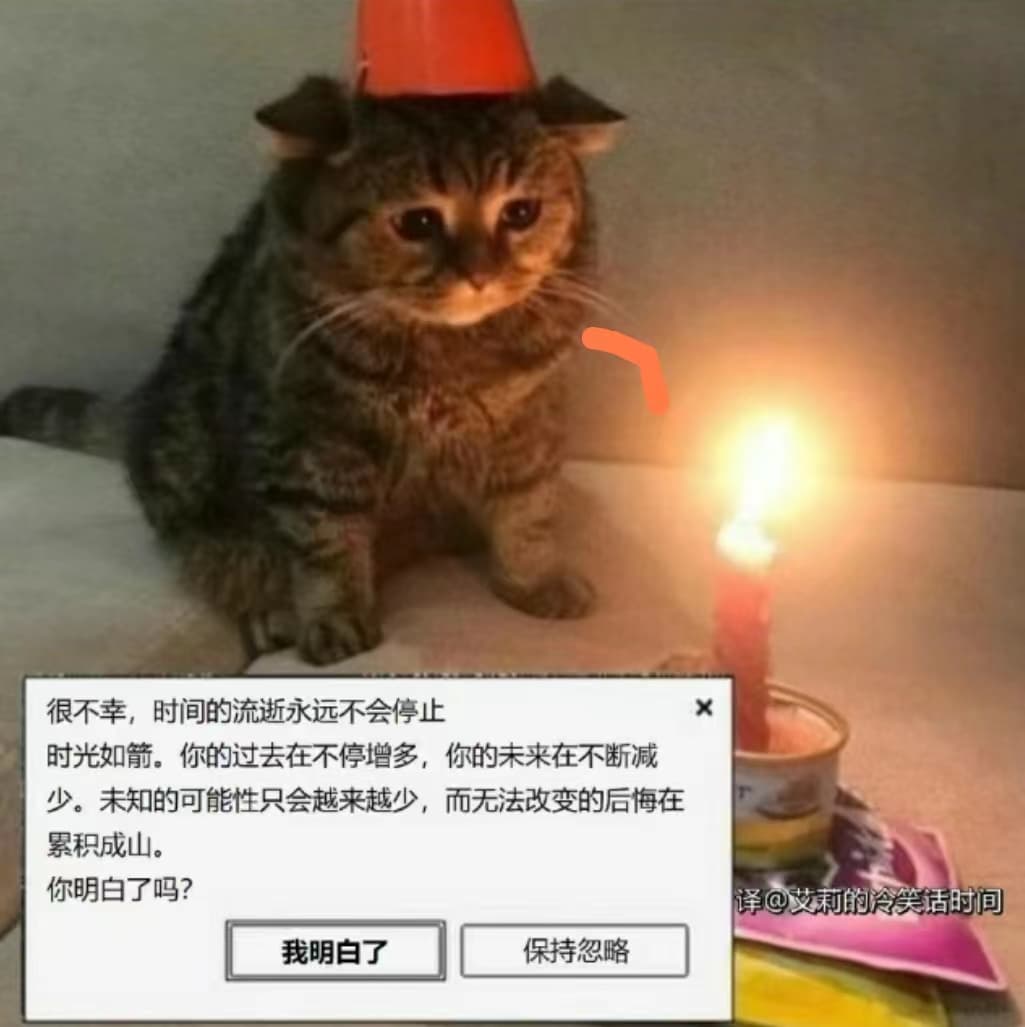 很不幸，时间的流逝永远不会停止
时光如箭。你的过去在不停增多，你的未来在不断减
少。未知的可能性只会越来越少，而无法改变的后悔在
累积成山。
你明白了吗？
我明白了
保持忽略
译@艾莉的冷笑话时间